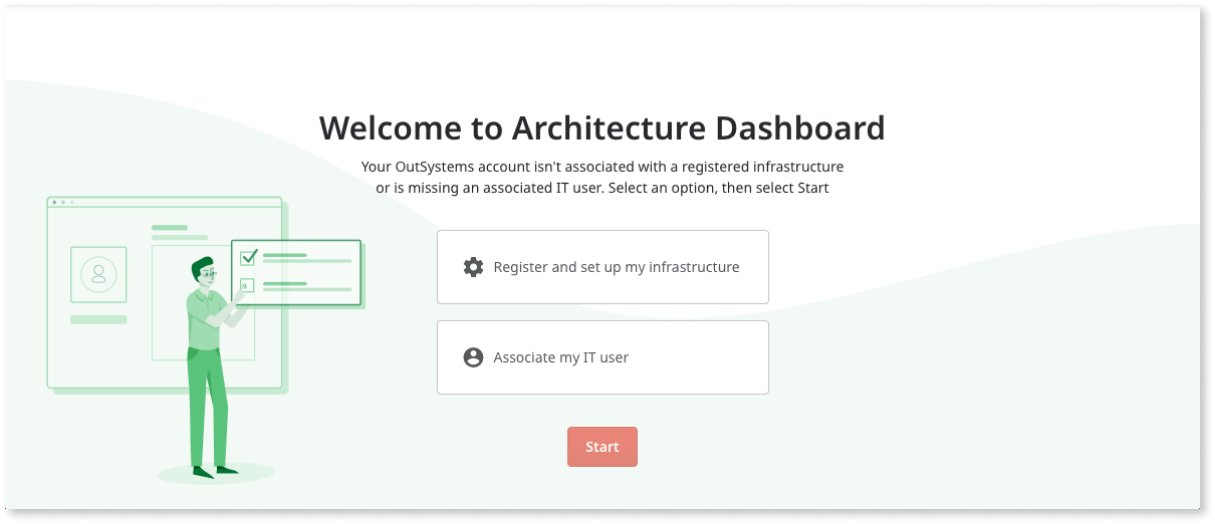 Welcome to Architecture Dashboard
Your OutSystems account isn't associated with a registered infrastructure
or is missing an associated IT user. Select an option, then select Start
Register and set up my infrastructure
Associate my IT user
Start